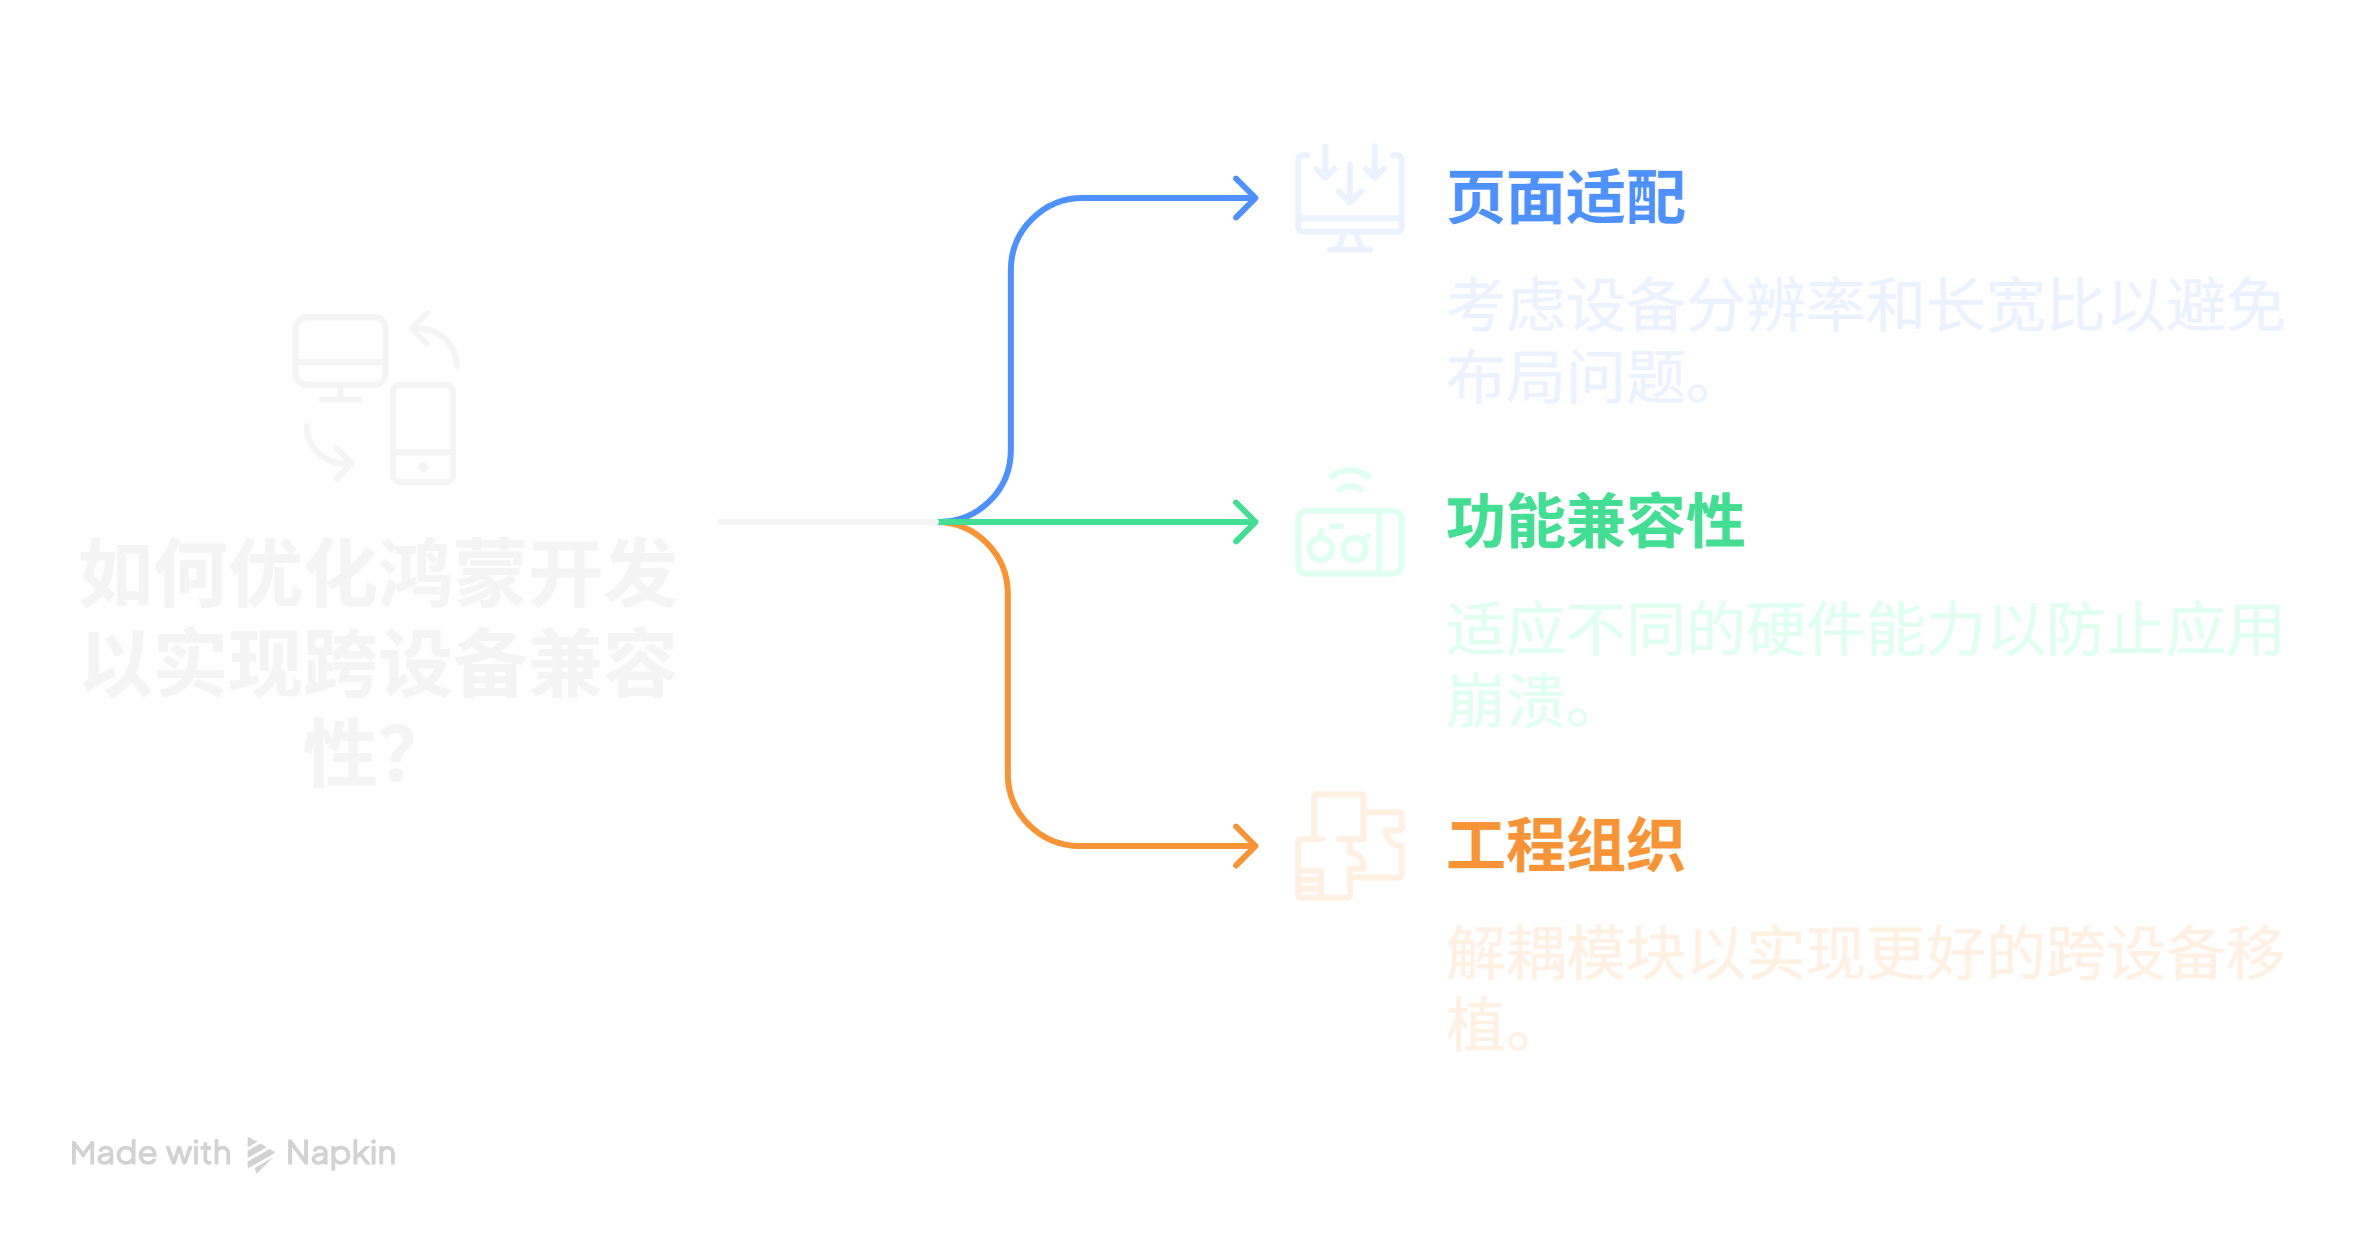 如何优化鸿蒙开发
以实现跨设备兼容
性？
页面适配
考虑设备分辨率和长宽比以避免
布局问题。
功能兼容性
适应不同的硬件能力以防止应用
崩溃。
工程组织
解耦模块以实现更好的跨设备移
植。
Made with Napkin